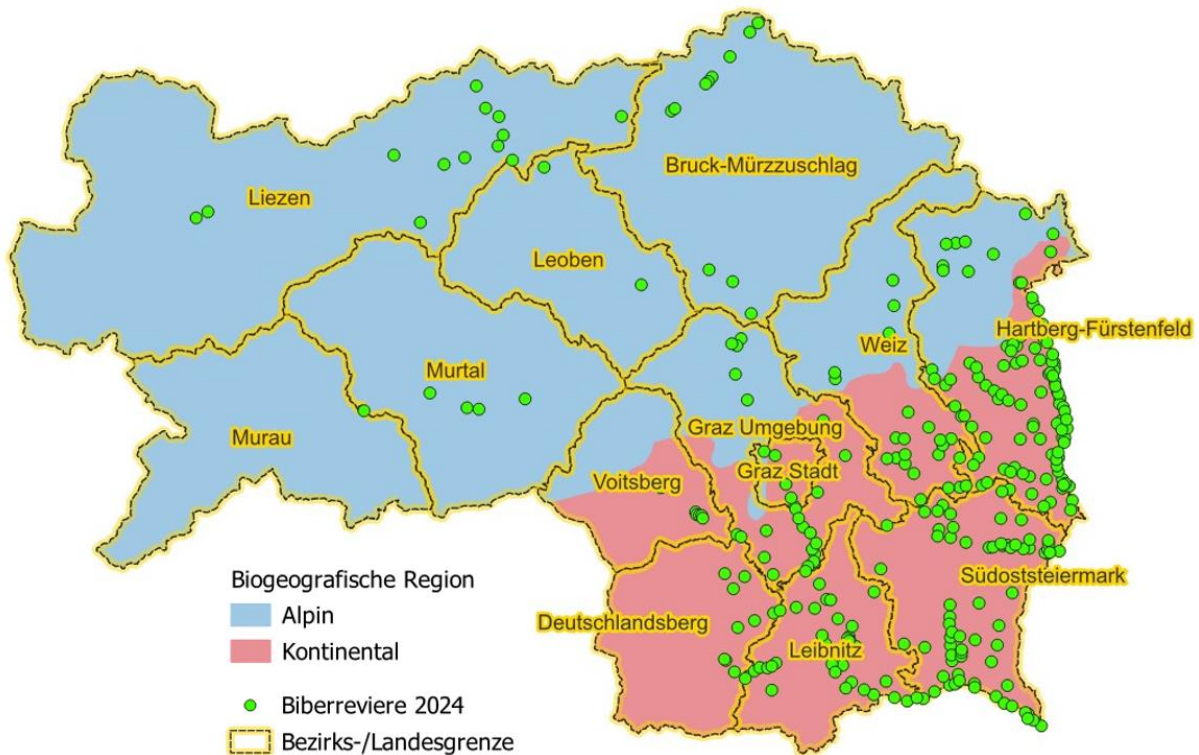 Bruck-Mürzzuschlag
Liezen
Leoben
Hartberg-Fürstenfeld
Weiz
Murtal
Graz Umgebung
Murau
Graz Stadt
Voitsberg
Südoststeiermark
Deutschlandsberg
Leibnitz
Biogeografische Region
Alpin
Kontinental
Biberreviere 2024
Bezirks-/Landesgrenze